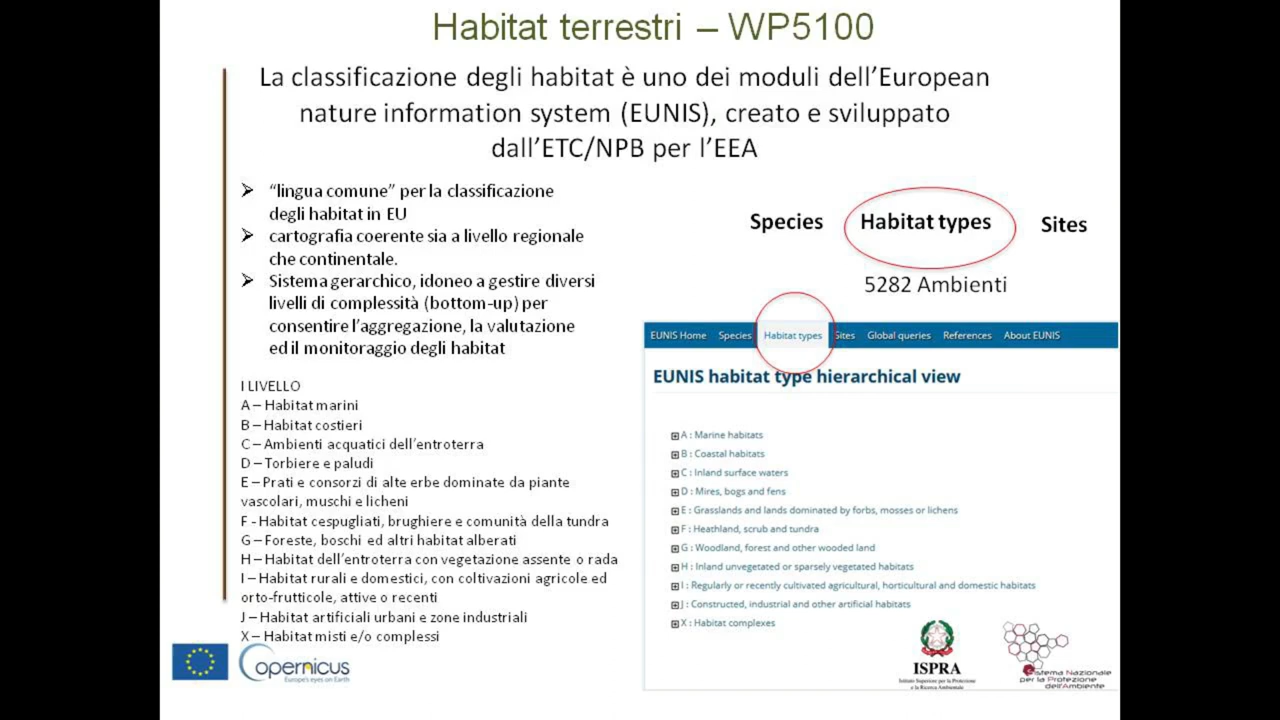 Habitat terrestri – WP5100
La classificazione degli habitat è uno dei moduli dell'European
nature information system (EUNIS), creato e sviluppato
dall'ETC/NPB per l'EEA
"lingua comune" per la classificazione
degli habitat in EU
cartografia coerente sia a livello regionale
che continentale.
Sistema gerarchico, idoneo a gestire diversi
livelli di complessità (bottom-up) per
consentire l'aggregazione, la valutazione
ed il monitoraggio degli habitat
I LIVELLO
A – Habitat marini
B – Habitat costieri
C – Ambienti acquatici dell'entroterra
D – Torbiere e paludi
E – Prati e consorzi di alte erbe dominate da piante
vascolari, muschi e licheni
F - Habitat cespugliati, brughiere e comunità della tundra
G – Foreste, boschi ed altri habitat alberati
H – Habitat dell'entroterra con vegetazione assente o rada
I – Habitat rurali e domestici, con coltivazioni agricole ed
orto-frutticole, attive o recenti
J – Habitat artificiali urbani e zone industriali
X – Habitat misti e/o complessi
Species Habitat types Sites
5282 Ambienti
EUNIS Home Species Habitat types Sites Global queries References About EUNIS
EUNIS habitat type hierarchical view
A : Marine habitats
B : Coastal habitats
C : Inland surface waters
D : Mires, bogs and fens
E : Grasslands and lands dominated by forbs, mosses or lichens
F : Heathland, scrub and tundra
G : Woodland, forest and other wooded land
H : Inland unvegetated or sparsely vegetated habitats
I : Regularly or recently cultivated agricultural, horticultural and domestic habitats
J : Constructed, industrial and other artificial habitats
X : Habitat complexes
Copernicus
Europe's eyes on Earth
ISPRA
Istituto Superiore per la Protezione
e la Ricerca Ambientale
Sistema Nazionale
per la Protezione
dell'Ambiente